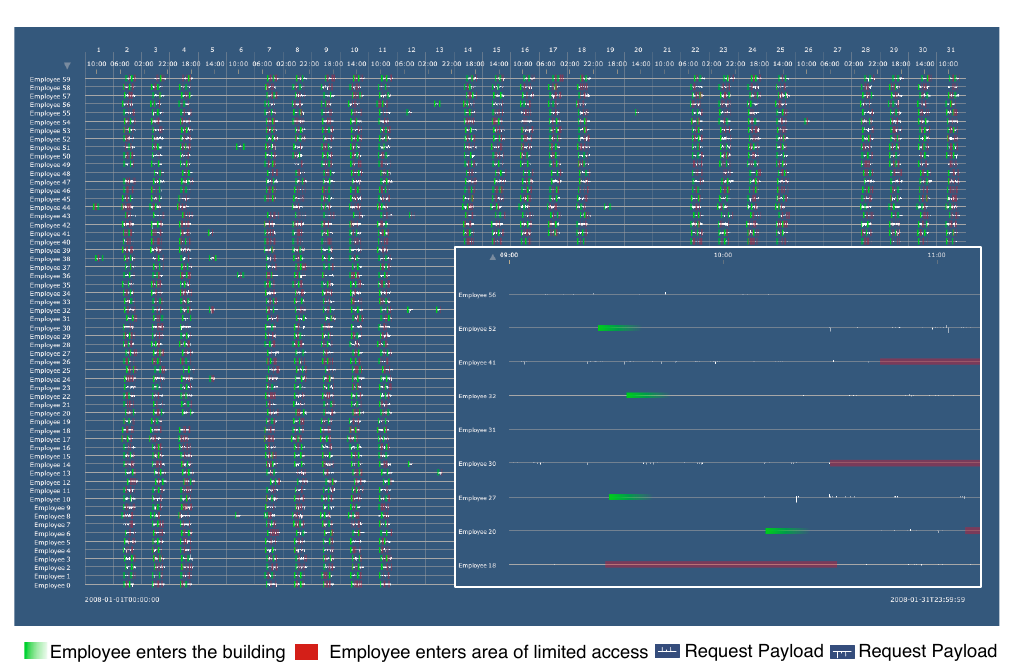 1 2 3 4 5 6 7 8 9 10 11 12 13 14 15 16 17 18 19 20 21 22 23 24 25 26 27 28 29 30 31
10:00 06:00 02:00 22:00 18:00 14:00 10:00 06:00 02:00 22:00 18:00 14:00 10:00 06:00 02:00 22:00 18:00 14:00 10:00 06:00 02:00 22:00 18:00 14:00 10:00 06:00 02:00 22:00 18:00 14:00 10:00 06:00 02:00 22:00 18:00 14:00 10:00
Employee 59
Employee 58
Employee 57
Employee 56
Employee 55
Employee 54
Employee 53
Employee 52
Employee 51
Employee 50
Employee 49
Employee 48
Employee 47
Employee 46
Employee 45
Employee 44
Employee 43
Employee 42
Employee 41
Employee 40
Employee 39
Employee 38
Employee 37
Employee 36
Employee 35
Employee 34
Employee 33
Employee 32
Employee 31
Employee 30
Employee 29
Employee 28
Employee 27
Employee 26
Employee 25
Employee 24
Employee 23
Employee 22
Employee 21
Employee 20
Employee 19
Employee 18
Employee 17
Employee 16
Employee 15
Employee 14
Employee 13
Employee 12
Employee 11
Employee 10
Employee 9
Employee 8
Employee 7
Employee 6
Employee 5
Employee 4
Employee 3
Employee 2
Employee 1
Employee 0
09:00 10:00 11:00
Employee 56
Employee 52
Employee 41
Employee 32
Employee 31
Employee 30
Employee 27
Employee 20
Employee 18
2008-01-01T00:00:00 2008-01-31T23:59:59
Employee enters the building Employee enters area of limited access Request Payload Request Payload